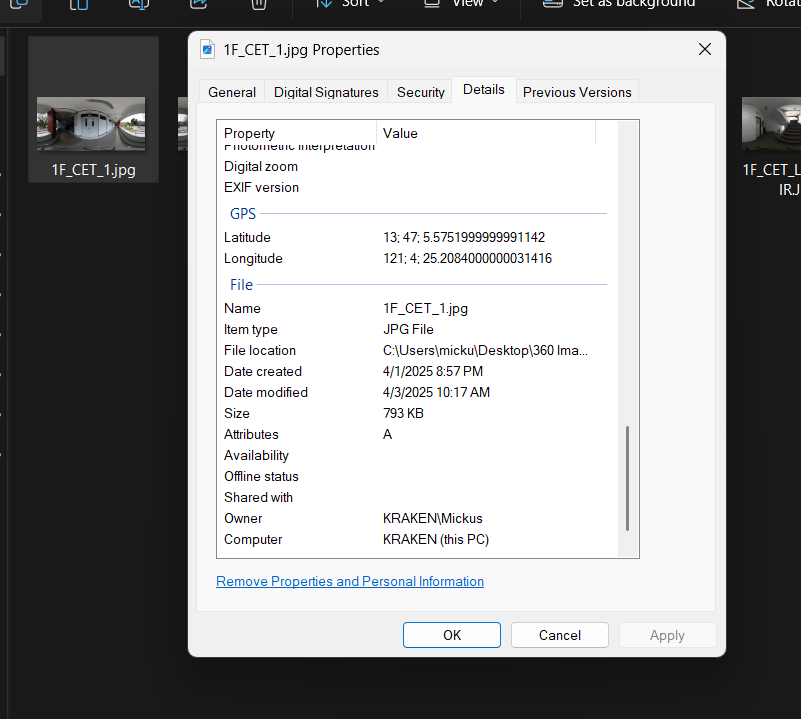 Sort
View
Set as background
Rota
1F_CET_1.jpg Properties
General Digital Signatures Security Details Previous Versions
Property Value
Photometric interpretation
Digital zoom
EXIF version
GPS
Latitude 13; 47; 5.5751999999991142
Longitude 121; 4; 25.2084000000031416
File
Name 1F_CET_1.jpg
Item type JPG File
File location C:\Users\micku\Desktop\360 Ima...
Date created 4/1/2025 8:57 PM
Date modified 4/3/2025 10:17 AM
Size 793 KB
Attributes A
Availability
Offline status
Shared with
Owner KRAKEN\Mickus
Computer KRAKEN (this PC)
Remove Properties and Personal Information
OK Cancel Apply
1F_CET_1.jpg
1F_CET_L
IR.J